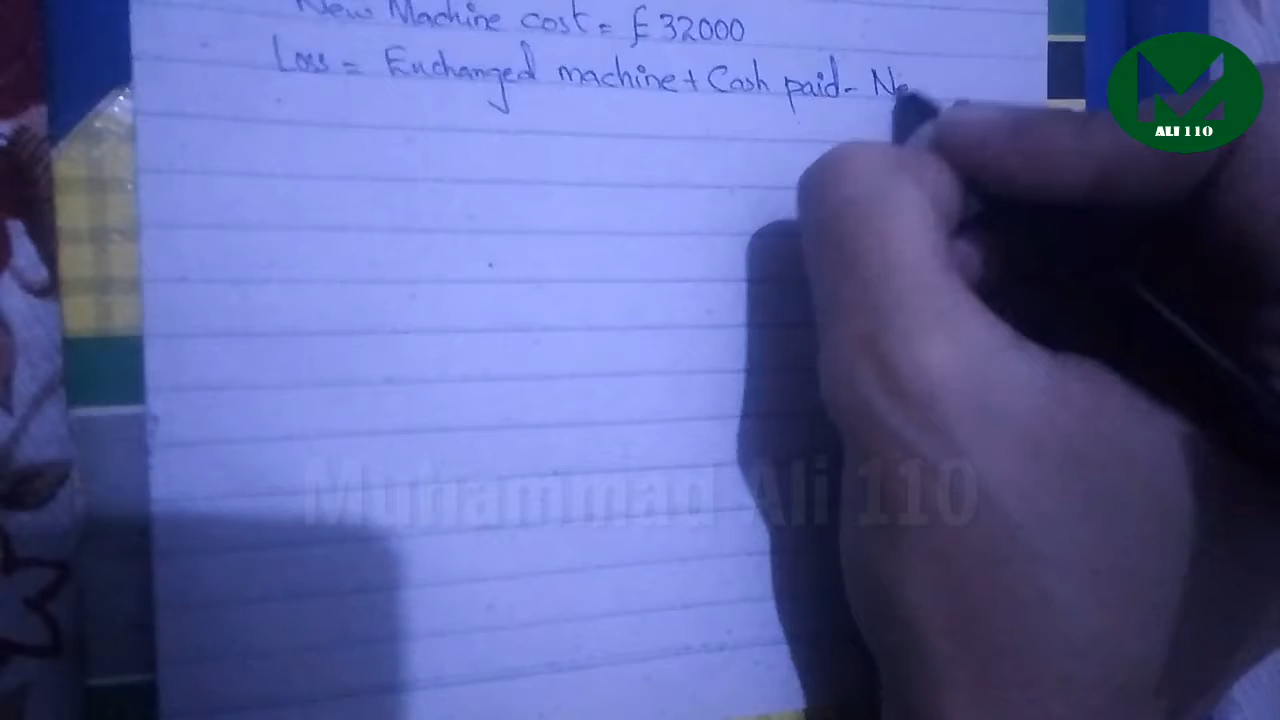 New Machine cost = £ 32000
Loss = Exchanged machine + Cash paid - Ne
ALI 110
Muhammad Ali 110